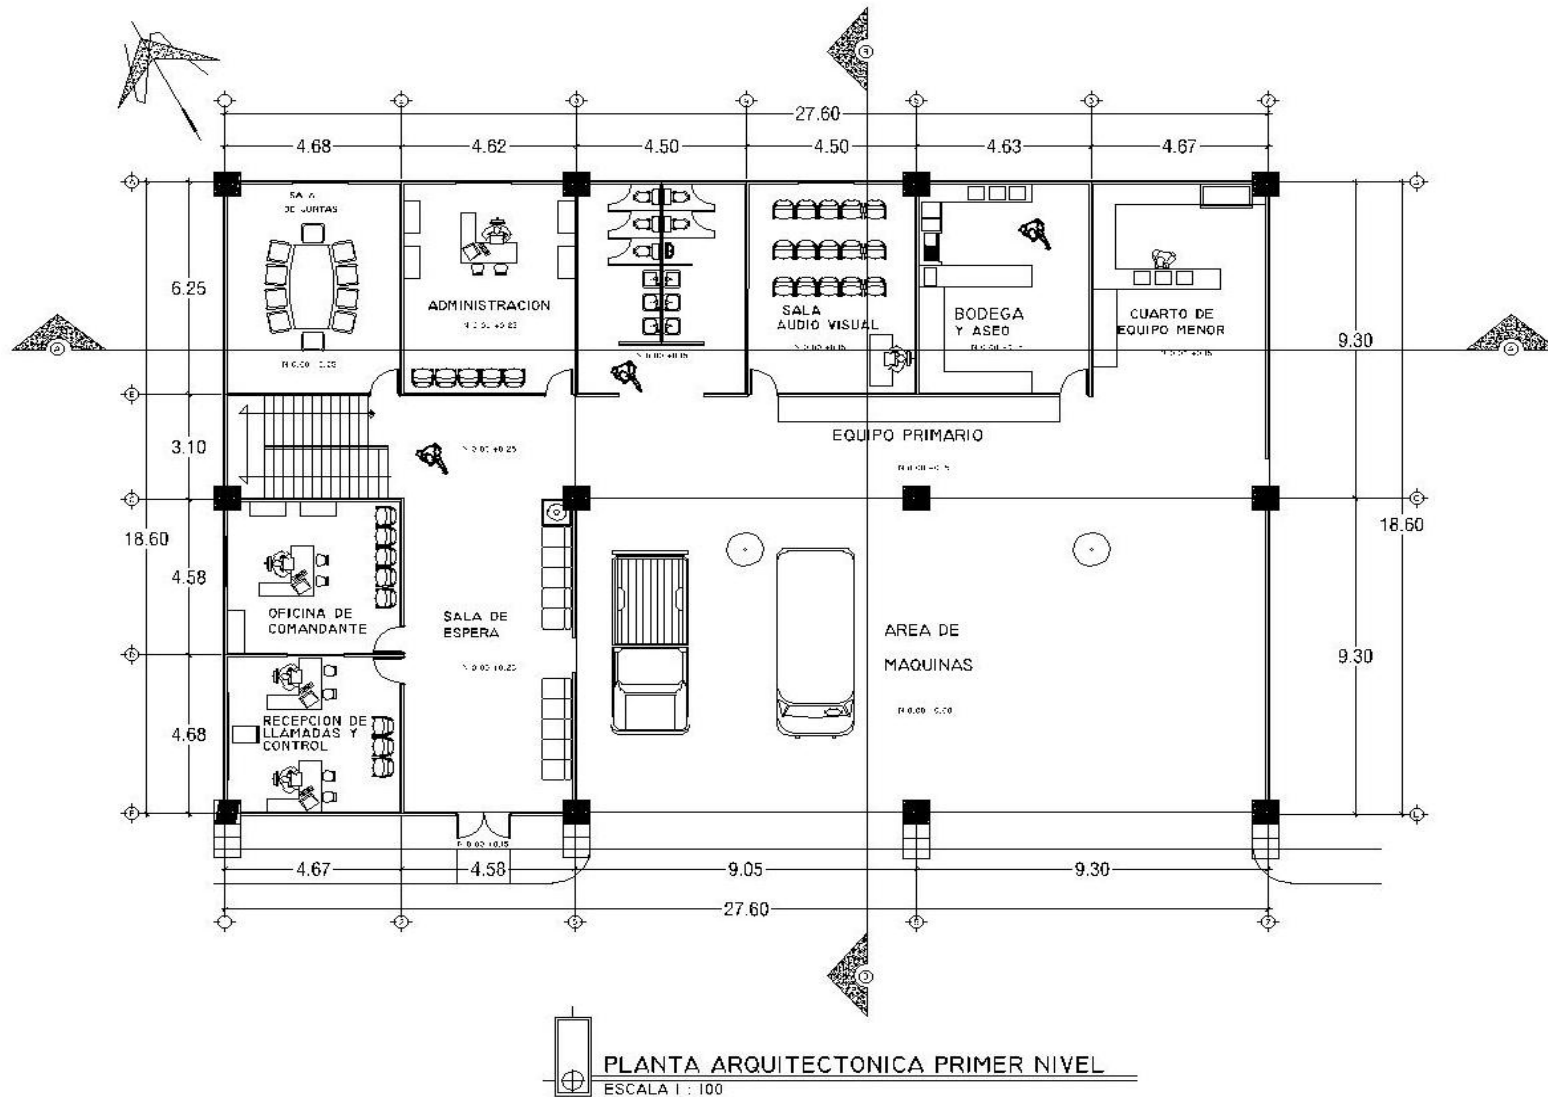 27.60
4.68
4.62
4.50
4.50
4.63
4.67
SALA
DE JUNTAS
ADMINISTRACION
SALA
AUDIO VISUAL
BODEGA
Y ASEO
CUARTO DE
EQUIPO MENOR
6.25
9.30
3.10
EQUIPO PRIMARIO
18.60
18.60
4.58
OFICINA DE
COMANDANTE
SALA DE
ESPERA
AREA DE
MAQUINAS
9.30
4.68
RECEPCION DE
LLAMADAS Y
CONTROL
4.67
4.58
9.05
9.30
27.60
PLANTA ARQUITECTONICA PRIMER NIVEL
ESCALA 1 : 100